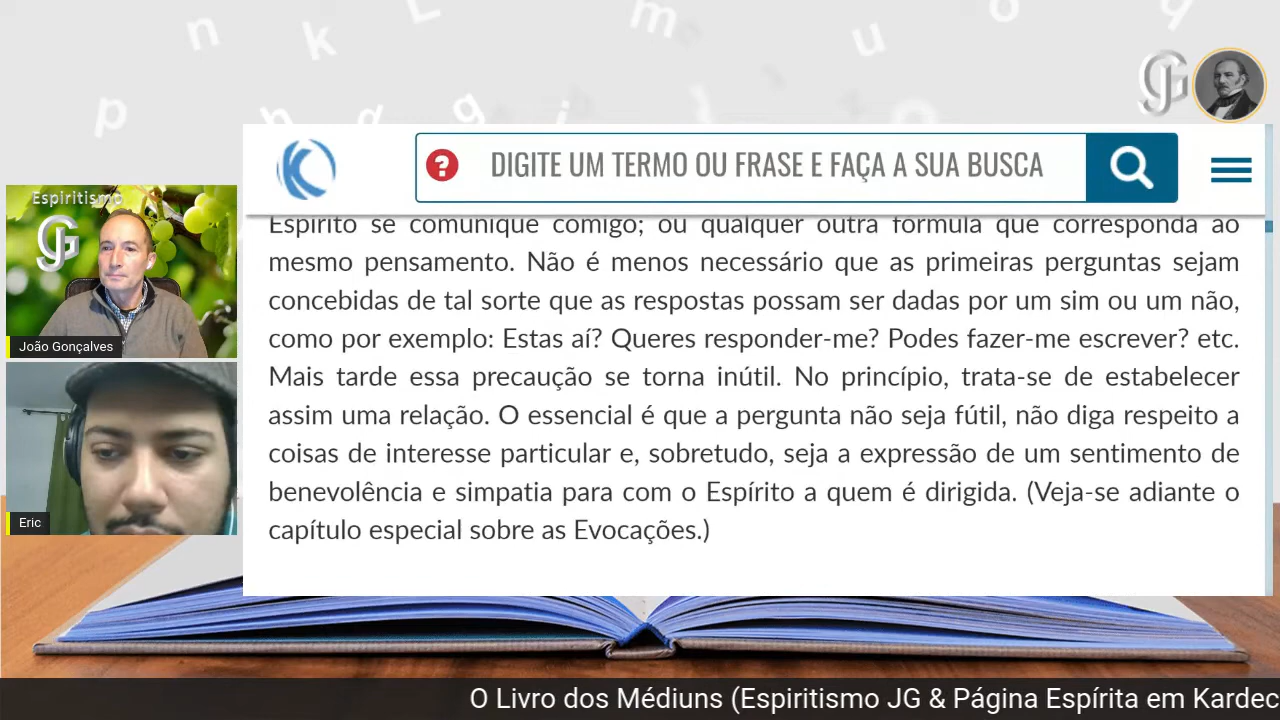 DIGITE UM TERMO OU FRASE E FAÇA A SUA BUSCA
Espírito se comunique comigo; ou qualquer outra fórmula que corresponda ao
mesmo pensamento. Não é menos necessário que as primeiras perguntas sejam
concebidas de tal sorte que as respostas possam ser dadas por um sim ou um não,
como por exemplo: Estas aí? Queres responder-me? Podes fazer-me escrever? etc.
Mais tarde essa precaução se torna inútil. No princípio, trata-se de estabelecer
assim uma relação. O essencial é que a pergunta não seja fútil, não diga respeito a
coisas de interesse particular e, sobretudo, seja a expressão de um sentimento de
benevolência e simpatia para com o Espírito a quem é dirigida. (Veja-se adiante o
capítulo especial sobre as Evocações.)
Espiritismo
JG
João Gonçalves
Eric
O Livro dos Médiuns (Espiritismo JG & Página Espírita em Kardec